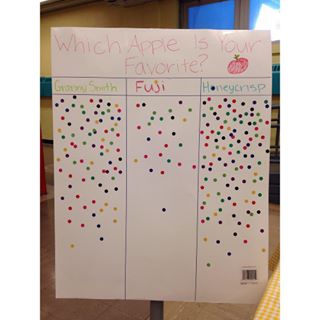 Which Apple Is Your
Favorite?
Granny Smith
FUJi
Honeycrisp